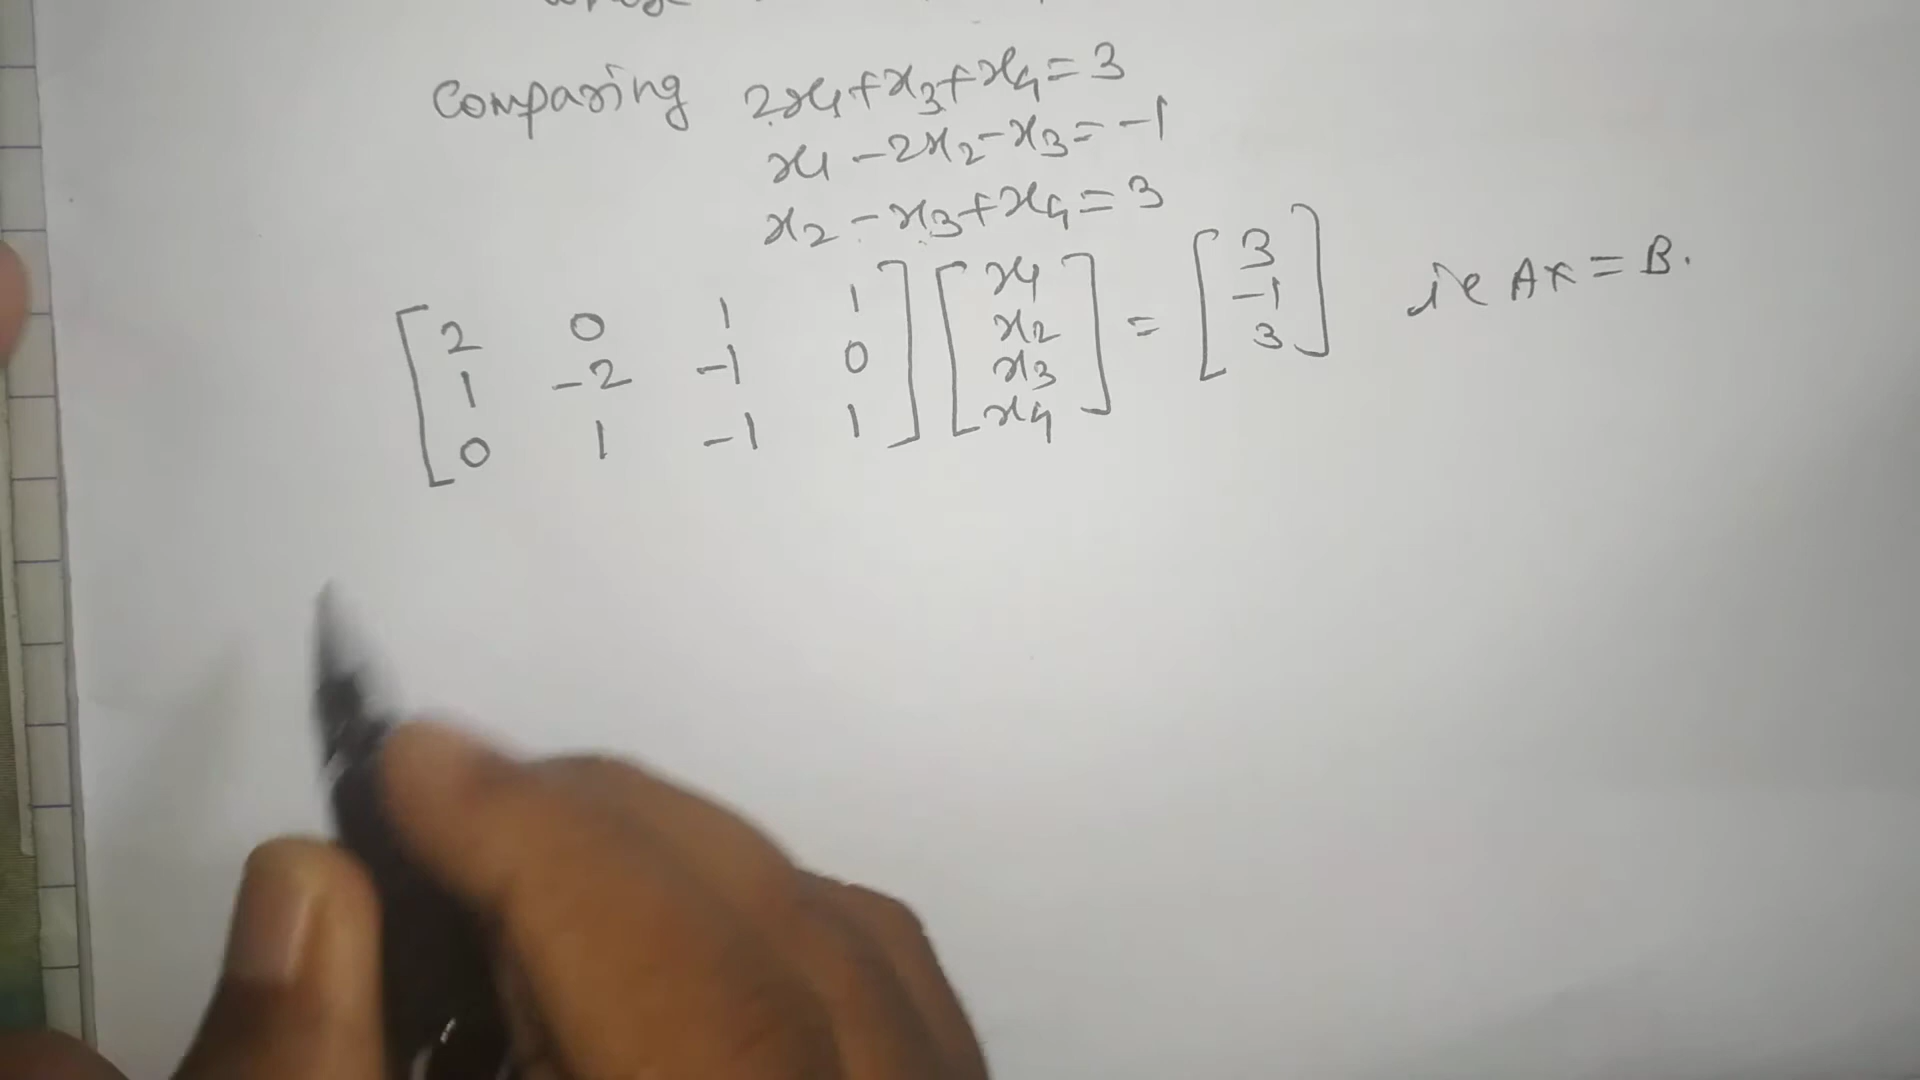 Comparing 2x1+x3+x4=3
x1-2x2-x3=-1
x2-x3+x4=3
[2 0 1 1] [x1] = [3] ie AX=B.
[1 -2 -1 0] [x2] [-1]
[0 1 -1 1] [x3] [3]
[x4]